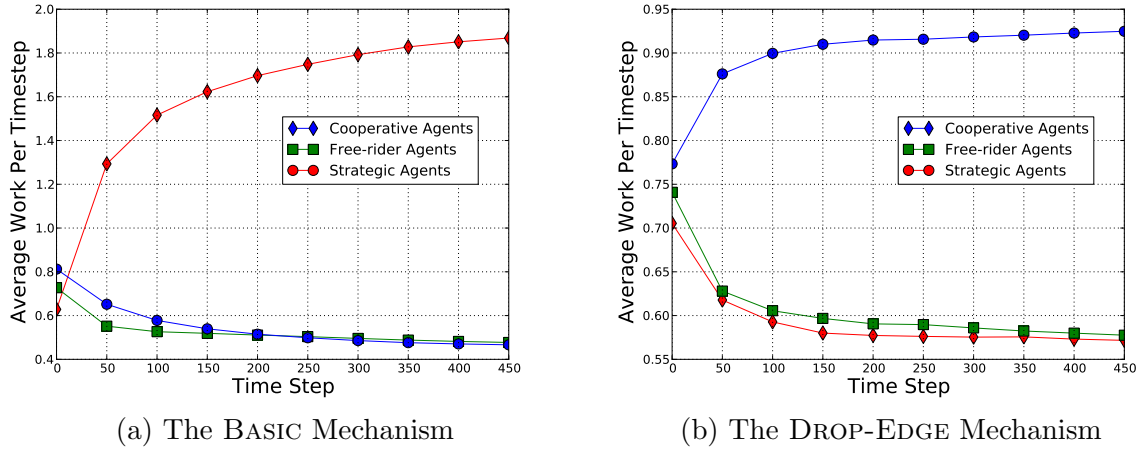 2.0
1.8
1.6
1.4
1.2
1.0
0.8
0.6
0.4
Average Work Per Timestep
Cooperative Agents
Free-rider Agents
Strategic Agents
0 50 100 150 200 250 300 350 400 450
Time Step
(a) The BASIC Mechanism
0.95
0.90
0.85
0.80
0.75
0.70
0.65
0.60
0.55
Average Work Per Timestep
Cooperative Agents
Free-rider Agents
Strategic Agents
0 50 100 150 200 250 300 350 400 450
Time Step
(b) The DROP-EDGE Mechanism